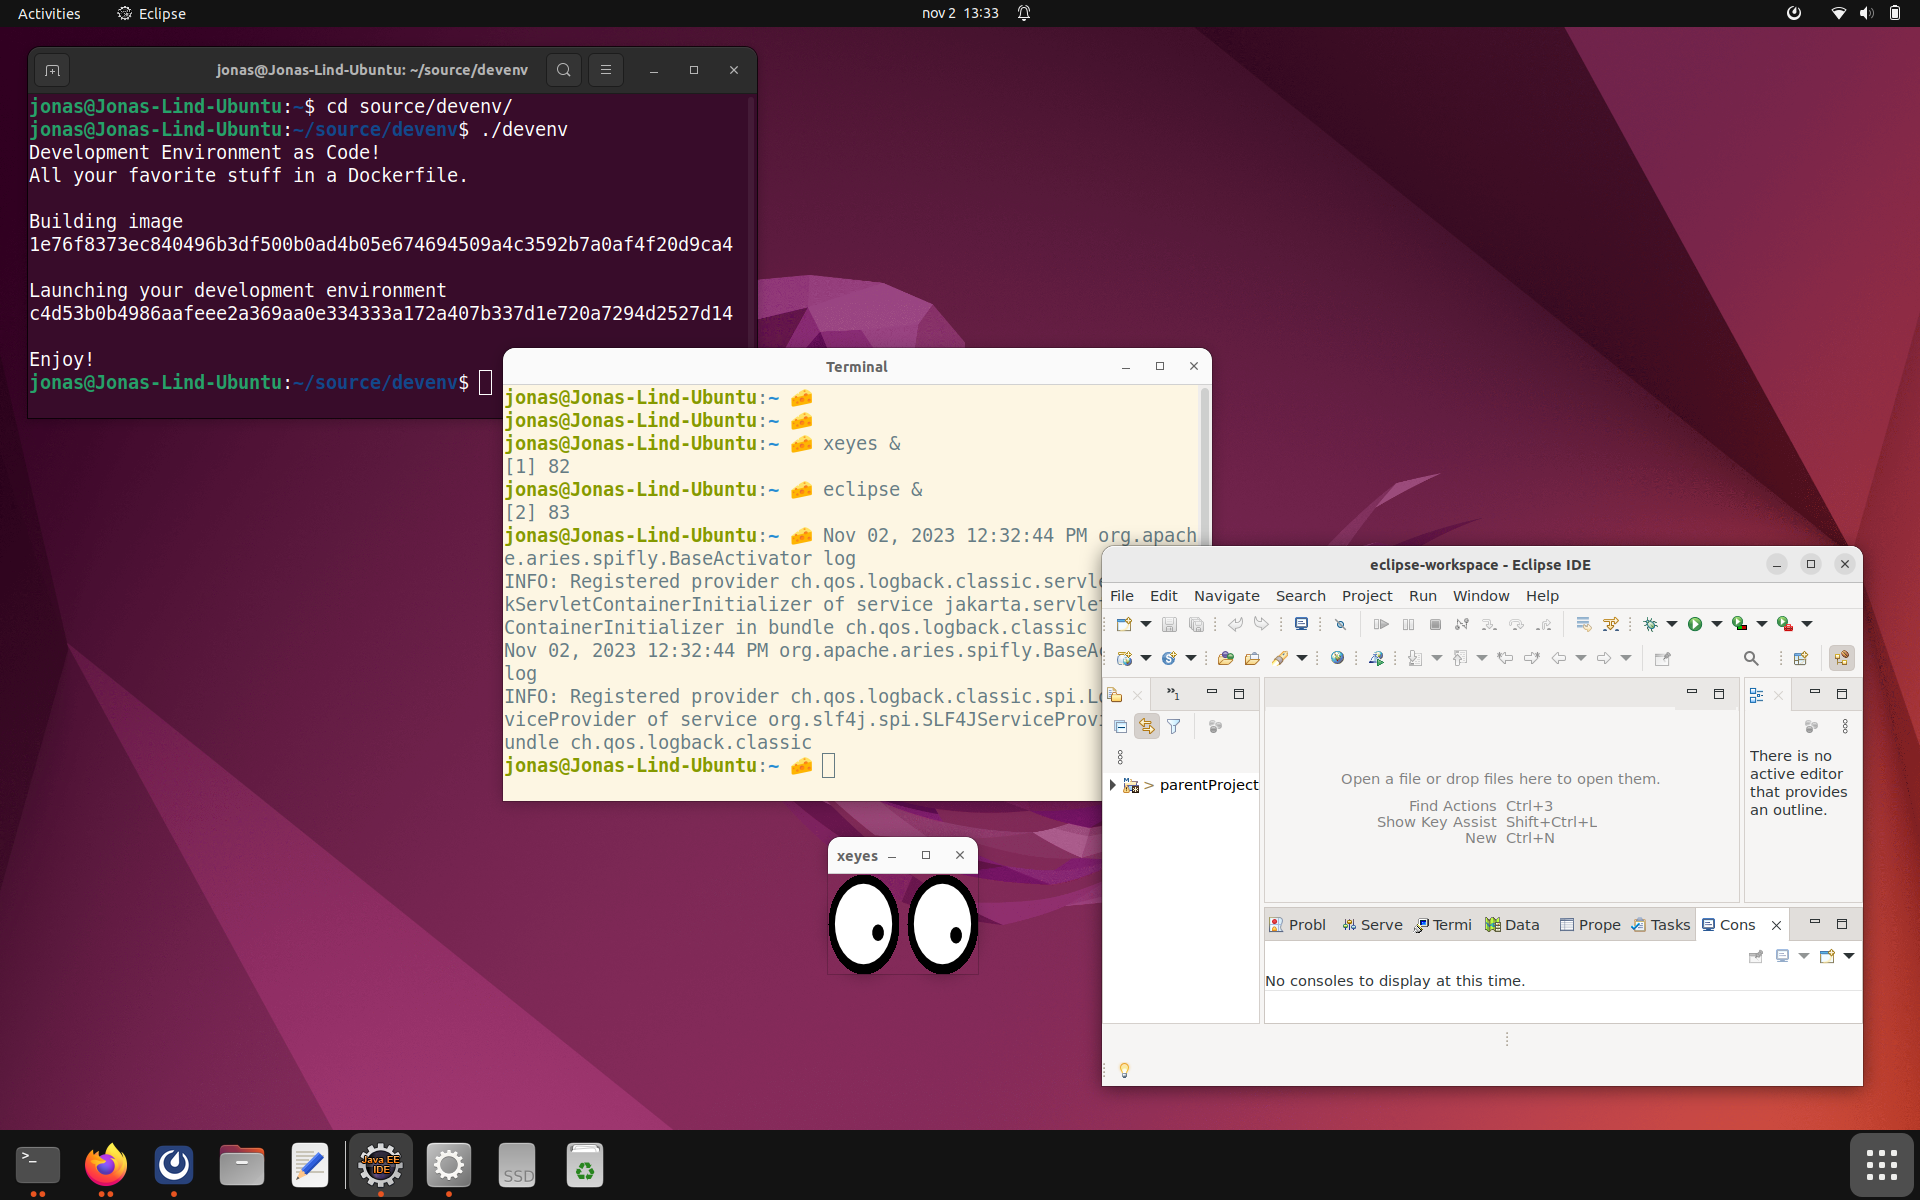 Activities
Eclipse
nov 2 13:33
jonas@Jonas-Lind-Ubuntu: ~/source/devenv
jonas@Jonas-Lind-Ubuntu:~$ cd source/devenv/
jonas@Jonas-Lind-Ubuntu:~/source/devenv$ ./devenv
Development Environment as Code!
All your favorite stuff in a Dockerfile.
Building image
1e76f8373ec840496b3df500b0ad4b05e674694509a4c3592b7a0af4f20d9ca4
Launching your development environment
c4d53b0b4986aafeee2a369aa0e334333a172a407b337d1e720a7294d2527d14
Enjoy!
jonas@Jonas-Lind-Ubuntu:~/source/devenv$
Terminal
jonas@Jonas-Lind-Ubuntu:~ 🧀
jonas@Jonas-Lind-Ubuntu:~ 🧀
jonas@Jonas-Lind-Ubuntu:~ 🧀 xeyes &
[1] 82
jonas@Jonas-Lind-Ubuntu:~ 🧀 eclipse &
[2] 83
jonas@Jonas-Lind-Ubuntu:~ 🧀 Nov 02, 2023 12:32:44 PM org.apach
e.aries.spifly.BaseActivator log
INFO: Registered provider ch.qos.logback.classic.servle
kServletContainerInitializer of service jakarta.servlet
ContainerInitializer in bundle ch.qos.logback.classic
Nov 02, 2023 12:32:44 PM org.apache.aries.spifly.BaseAc
log
INFO: Registered provider ch.qos.logback.classic.spi.Lo
viceProvider of service org.slf4j.spi.SLF4JServiceProvi
undle ch.qos.logback.classic
jonas@Jonas-Lind-Ubuntu:~ 🧀
xeyes
eclipse-workspace - Eclipse IDE
File Edit Navigate Search Project Run Window Help
»1
> parentProject
Open a file or drop files here to open them.
Find Actions Ctrl+3
Show Key Assist Shift+Ctrl+L
New Ctrl+N
There is no
active editor
that provides
an outline.
Probl Serve Termi Data Prope Tasks Cons
No consoles to display at this time.
>_
Java EE
IDE
SSD